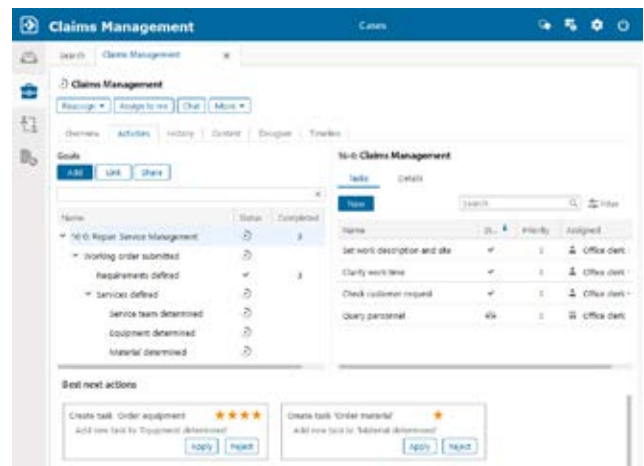 Claims Management
Cases
Search
Claims Management
Claims Management
Reassign
Assign to me
Chat
More
Overview
Activities
History
Content
Designer
Timeline
Goals
Add
Link
Share
Name
Status
Completed
Repair Service Management
3
Working order submitted
Requirements defined
3
Services defined
Service team determined
Equipment determined
Material determined
Claims Management
Tasks
Details
New
Search
Filter
Name
Priority
Assigned
Set work description and site
Office clerk
Clarify work time
Office clerk
Check customer request
Office clerk
Query personnel
Office clerk
Best next actions
Create task 'Order equipment'
Add new task to 'Equipment determined'
Apply
Reject
Create task 'Order material'
Add new task to 'Material determined'
Apply
Reject